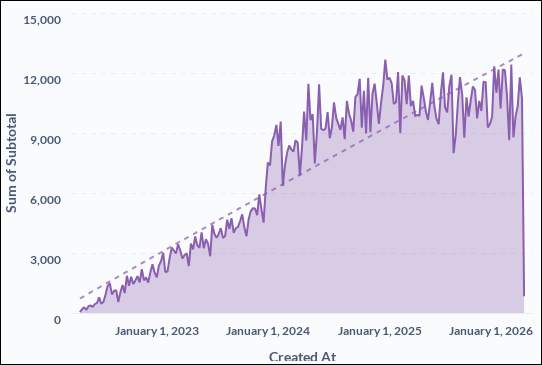 15,000
12,000
9,000
6,000
3,000
0
Sum of Subtotal
January 1, 2023 January 1, 2024 January 1, 2025 January 1, 2026
Created At